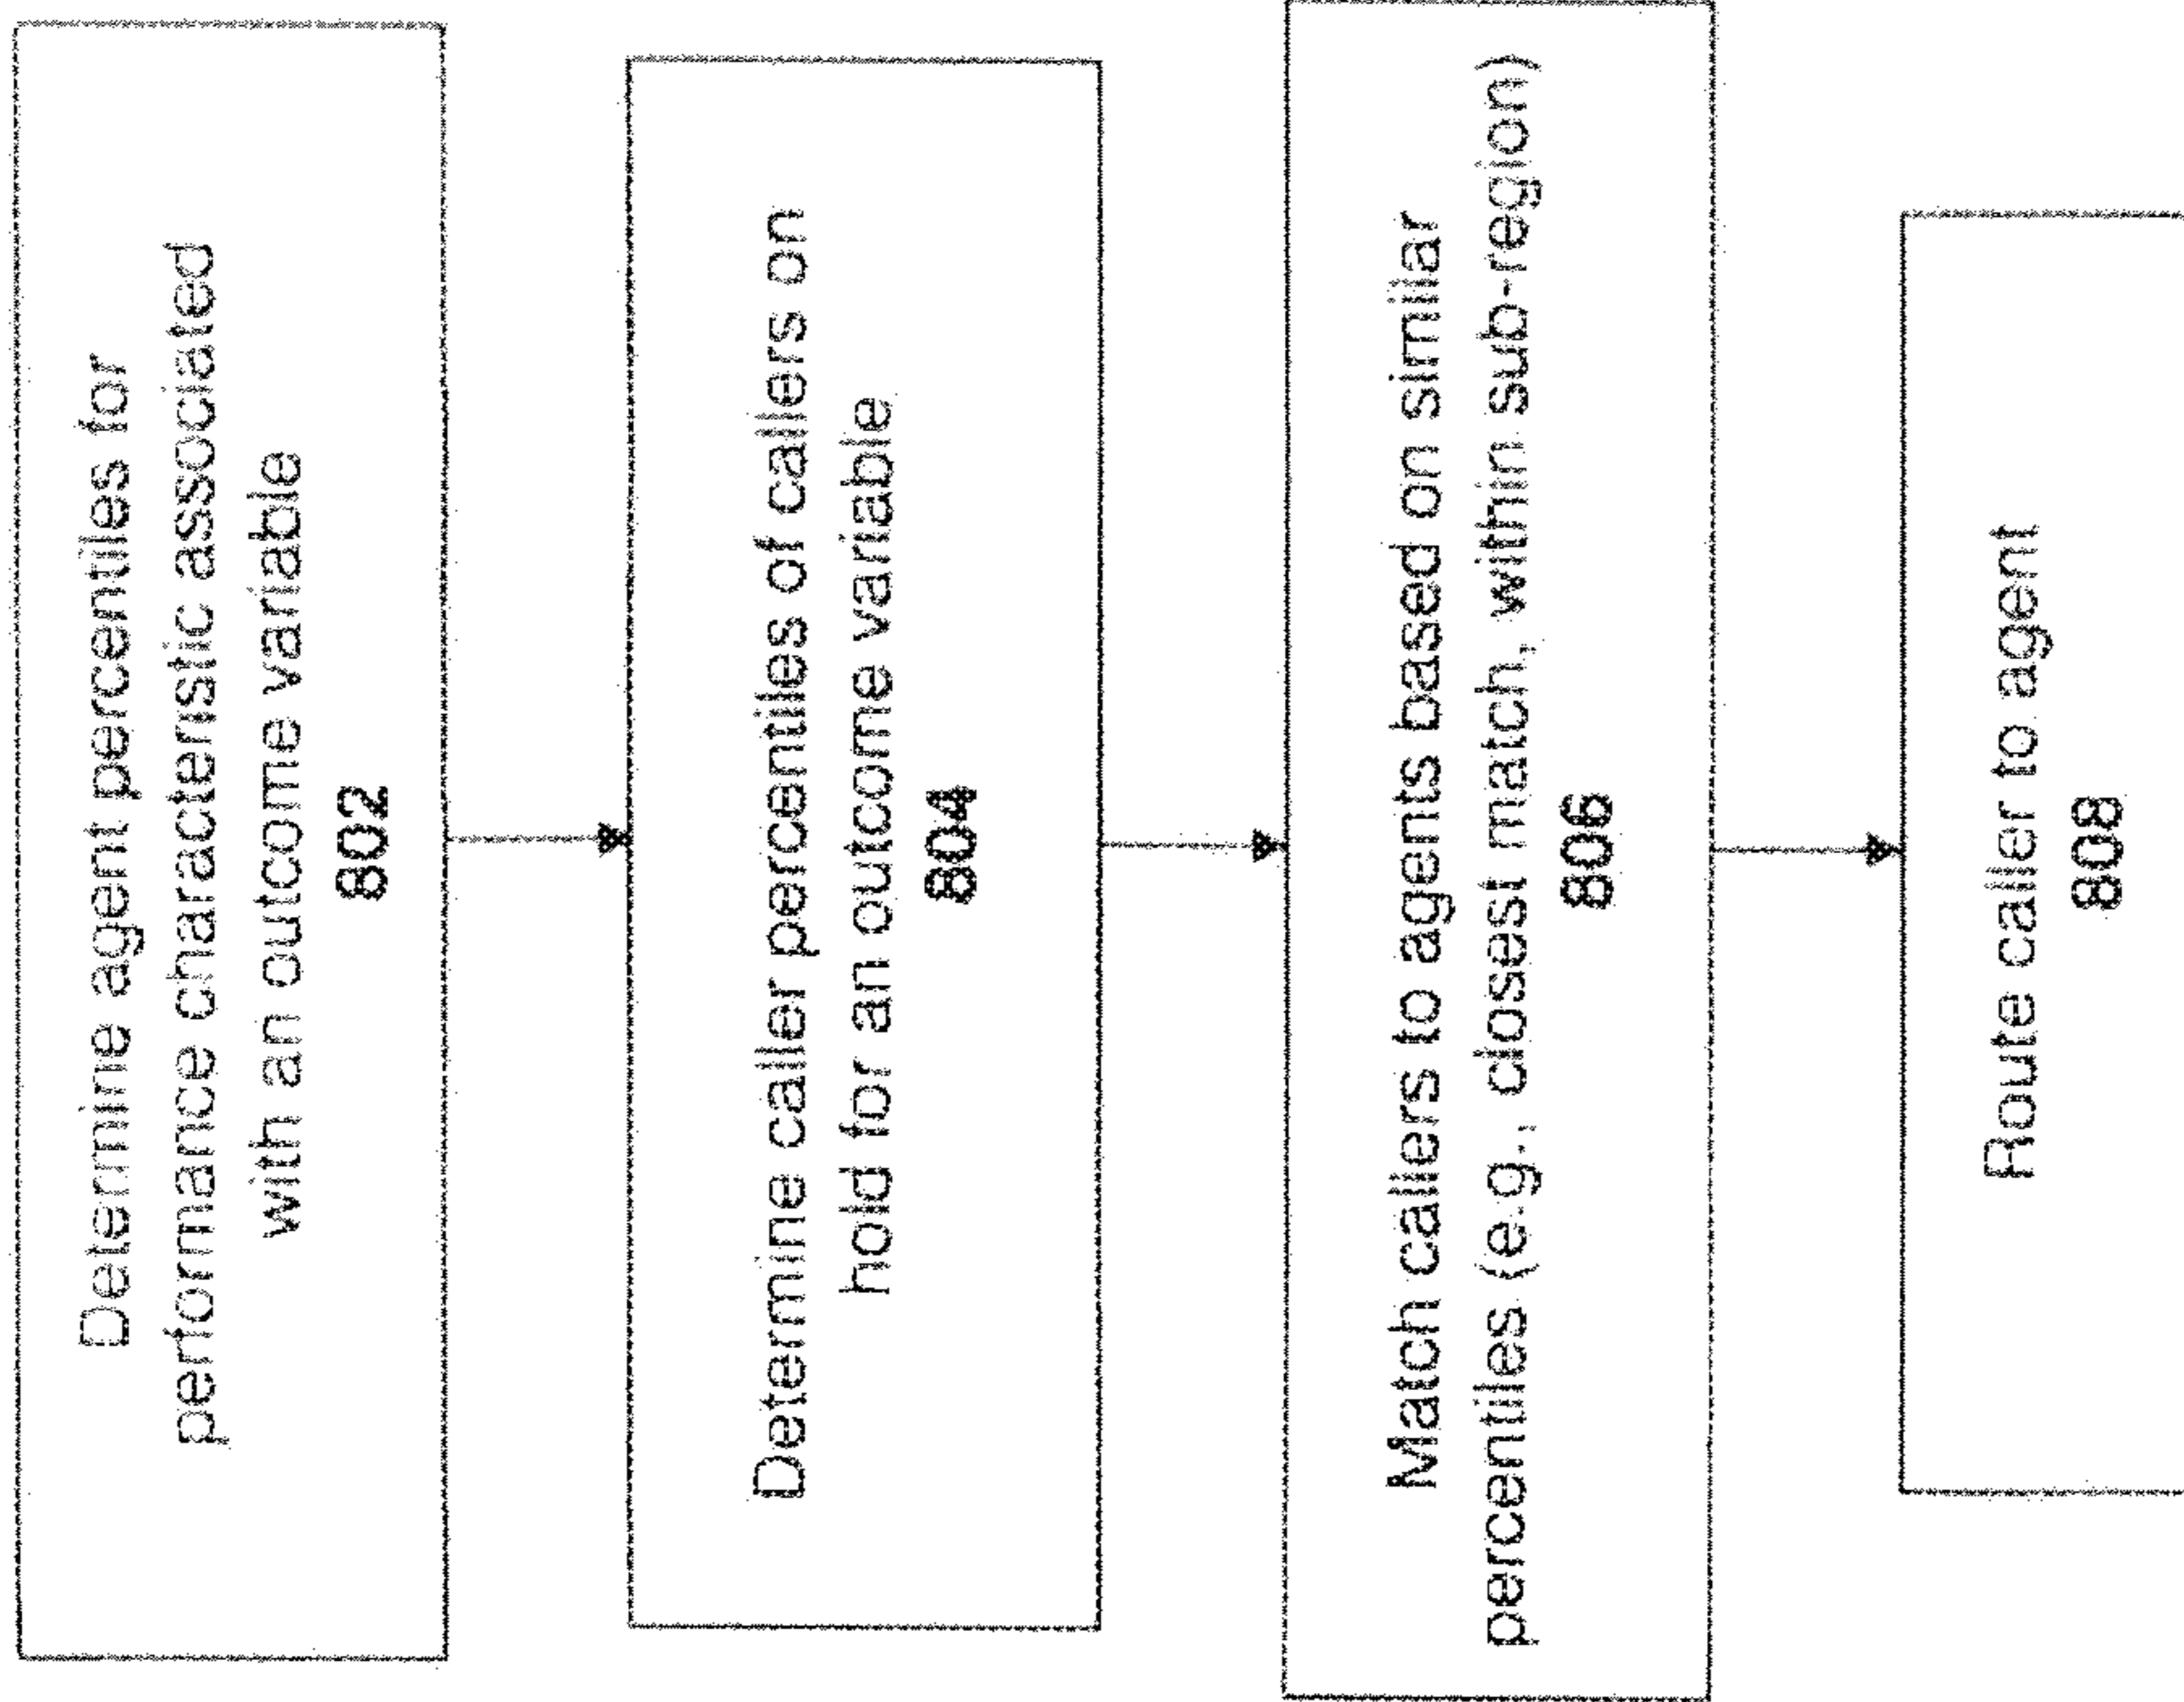 Determine agent percentiles for
performance characteristic associated
with an outcome variable
802
Determine caller percentiles of callers on
hold for an outcome variable
804
Match callers to agents based on similar
percentiles (e.g., closest match, within sub-region)
806
Route caller to agent
808